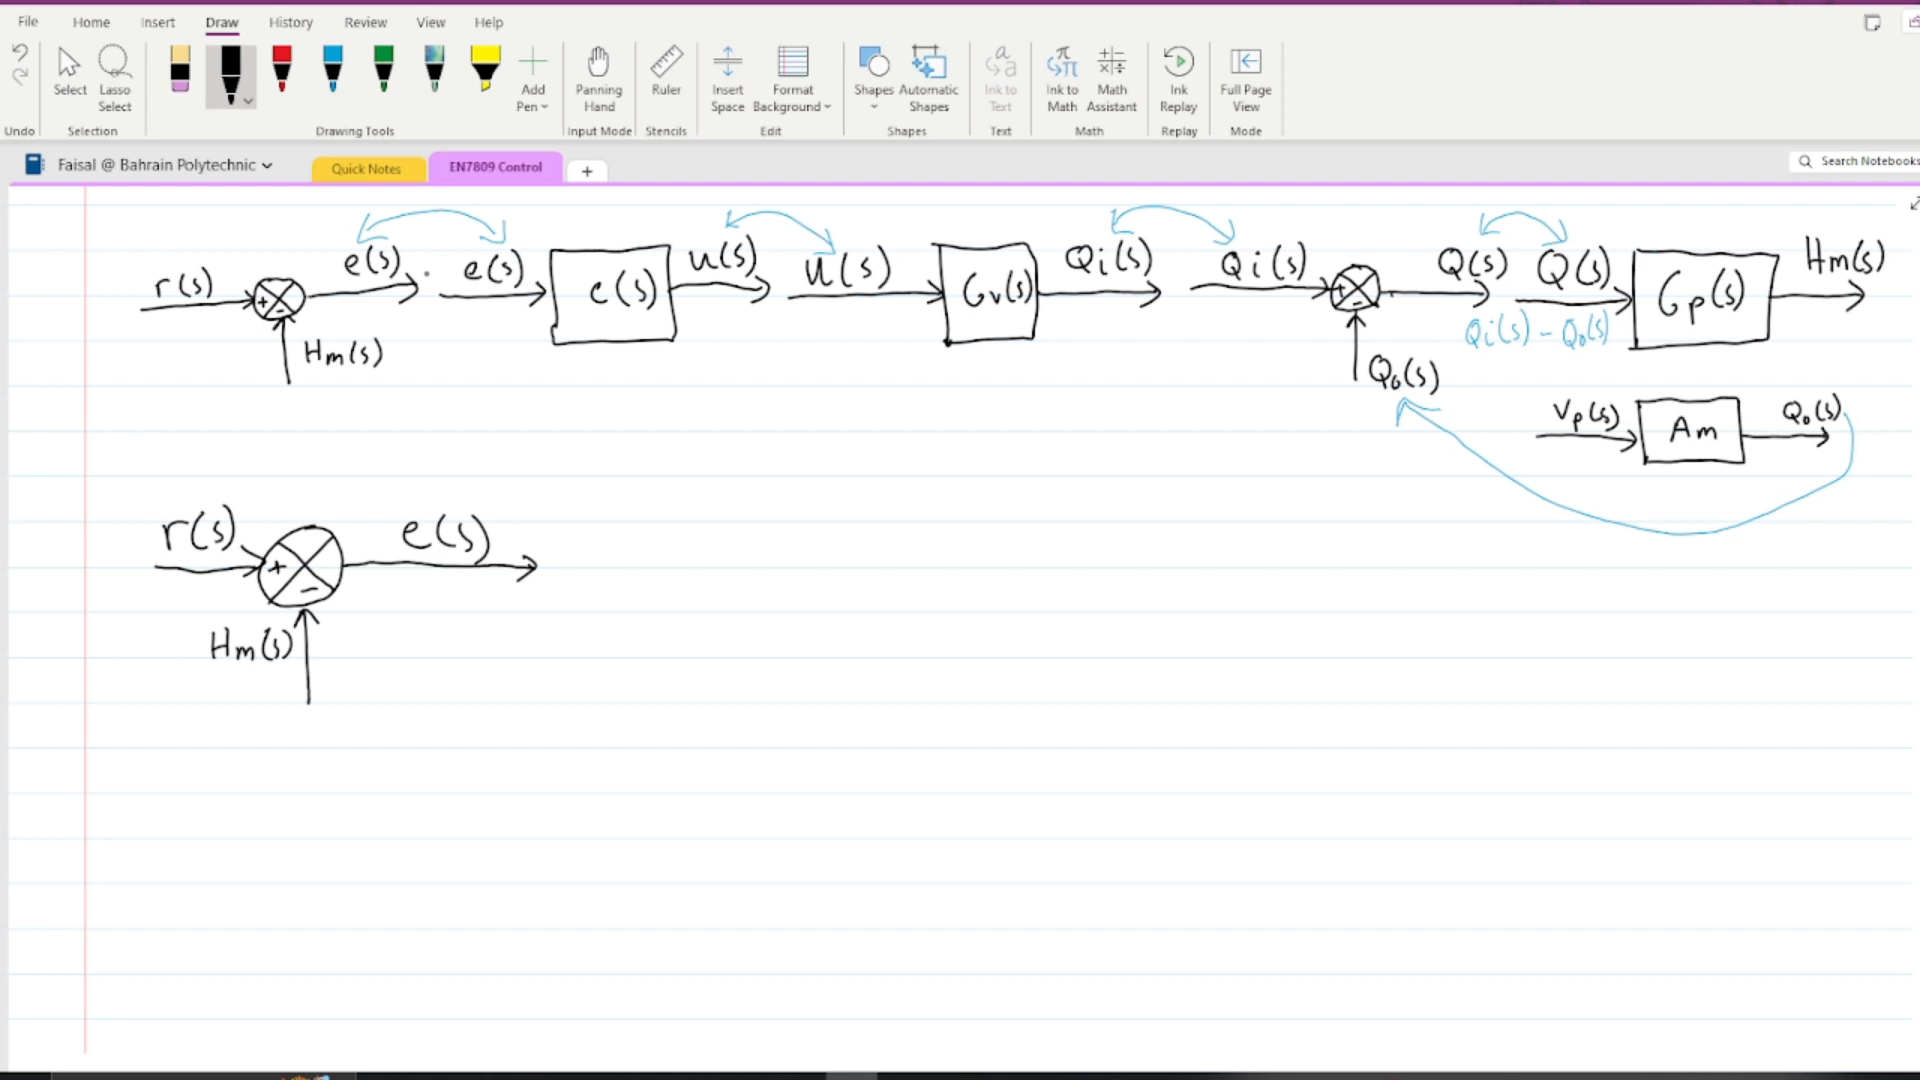 File Home Insert Draw History Review View Help
Select Lasso Select Add Pen Panning Hand Ruler Insert Space Format Background Shapes Automatic Shapes Ink to Text Ink to Math Math Assistant Ink Replay Full Page View
Undo Selection Drawing Tools Input Mode Stencils Edit Shapes Text Math Replay Mode
Faisal @ Bahrain Polytechnic Quick Notes EN7809 Control + Search Notebooks
r(s) + - e(s) . e(s) c(s) u(s) u(s) Gv(s) Qi(s) Qi(s) + - Q(s) Q(s) Gp(s) Hm(s)
Hm(s) Qo(s) Qi(s) - Qo(s)
Vp(s) Am Qo(s)
r(s) + - e(s)
Hm(s)